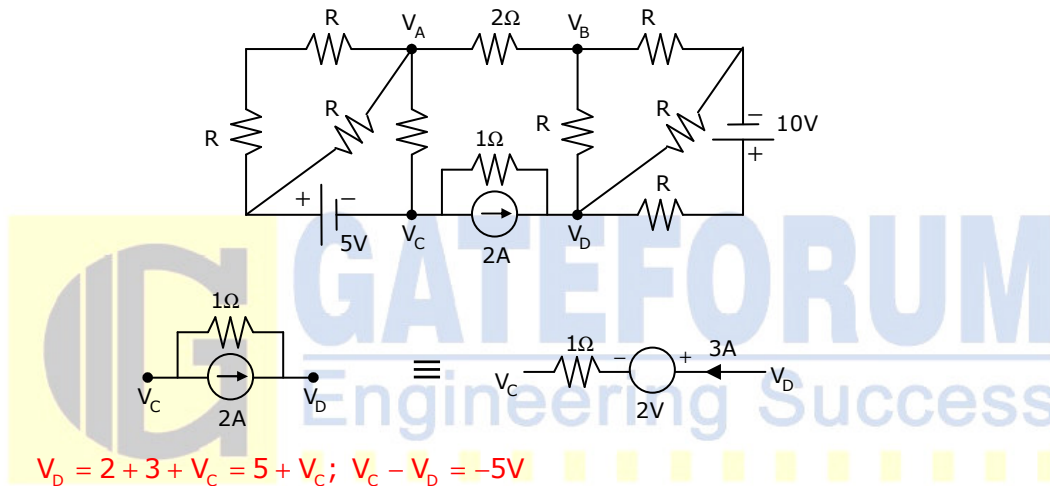 R V_A 2Ω V_B R
R R R R − 10V +
1Ω
R
+ − 5V V_C 2A V_D
GATEFORUM
Engineering Success
1Ω 1Ω − + 3A
≡
V_C 2A V_D V_C 2V V_D
V_D = 2 + 3 + V_C = 5 + V_C; V_C − V_D = −5V